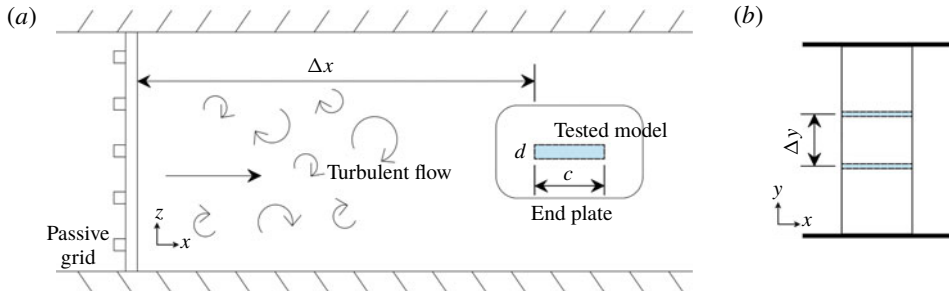 (a)
Δx
Tested model
d
Turbulent flow
c
z
x
End plate
Passive
grid
(b)
Δy
y
x